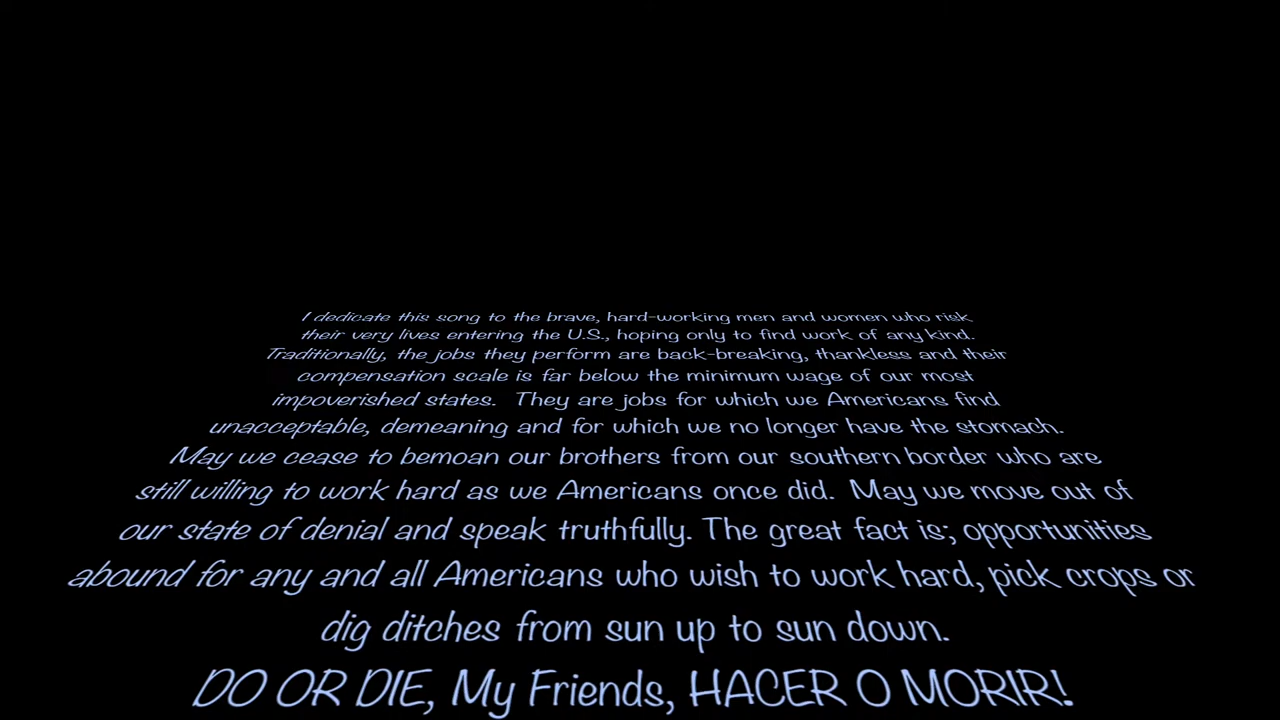 I dedicate this song to the brave, hard-working men and women who risk
their very lives entering the U.S., hoping only to find work of any kind.
Traditionally, the jobs they perform are back-breaking, thankless and their
compensation scale is far below the minimum wage of our most
impoverished states. They are jobs for which we Americans find
unacceptable, demeaning and for which we no longer have the stomach.
May we cease to bemoan our brothers from our southern border who are
still willing to work hard as we Americans once did. May we move out of
our state of denial and speak truthfully. The great fact is; opportunities
abound for any and all Americans who wish to work hard, pick crops or
dig ditches from sun up to sun down.
DO OR DIE, My Friends, HACER O MORIR!